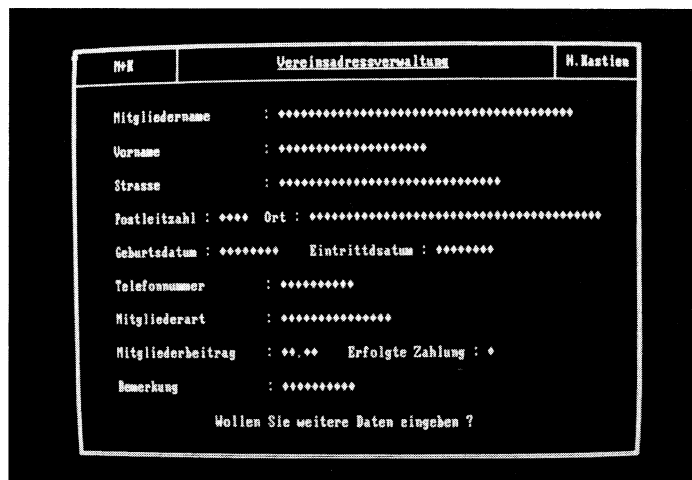 M+K Vereinsadressverwaltung H.Kastien
Mitgliedername : ♦♦♦♦♦♦♦♦♦♦♦♦♦♦♦♦♦♦♦♦♦♦♦♦♦♦♦♦♦♦♦♦♦♦♦♦♦♦♦♦
Vorname : ♦♦♦♦♦♦♦♦♦♦♦♦♦♦♦♦♦♦♦♦
Strasse : ♦♦♦♦♦♦♦♦♦♦♦♦♦♦♦♦♦♦♦♦♦♦♦♦♦♦♦♦♦♦
Postleitzahl : ♦♦♦♦ Ort : ♦♦♦♦♦♦♦♦♦♦♦♦♦♦♦♦♦♦♦♦♦♦♦♦♦♦♦♦♦♦♦♦♦♦♦♦♦♦♦♦
Geburtsdatum : ♦♦♦♦♦♦♦♦ Eintrittdsatum : ♦♦♦♦♦♦♦♦
Telefonnummer : ♦♦♦♦♦♦♦♦♦♦
Mitgliederart : ♦♦♦♦♦♦♦♦♦♦♦♦♦♦♦
Mitgliederbeitrag : ♦♦.♦♦ Erfolgte Zahlung : ♦
Bemerkung : ♦♦♦♦♦♦♦♦♦♦
Wollen Sie weitere Daten eingeben ?